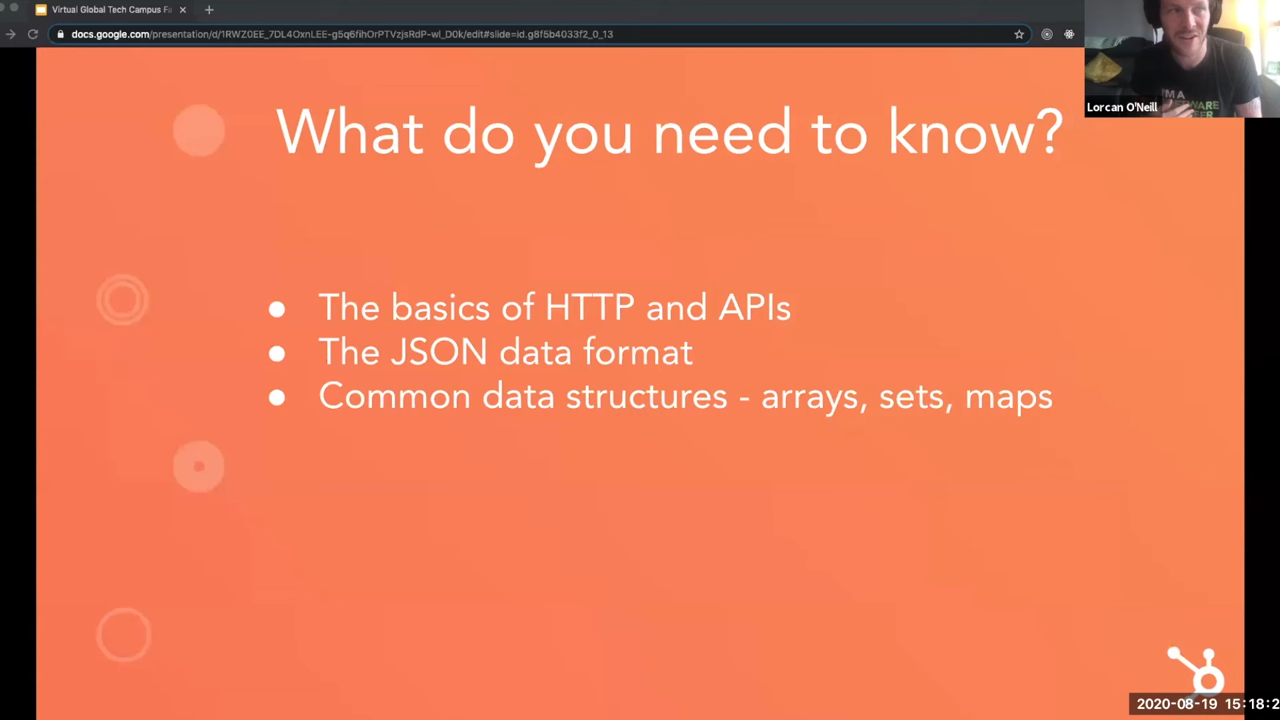 Virtual Global Tech Campus Fa
docs.google.com/presentation/d/1RWZ0EE_7DL4OxnLEE-g5q6fihOrPTVzjsRdP-wl_D0k/edit#slide=id.g8f5b4033f2_0_13
I'M A
Lorcan O'Neill
What do you need to know?
● The basics of HTTP and APIs
● The JSON data format
● Common data structures - arrays, sets, maps
2020-08-19 15:18:2